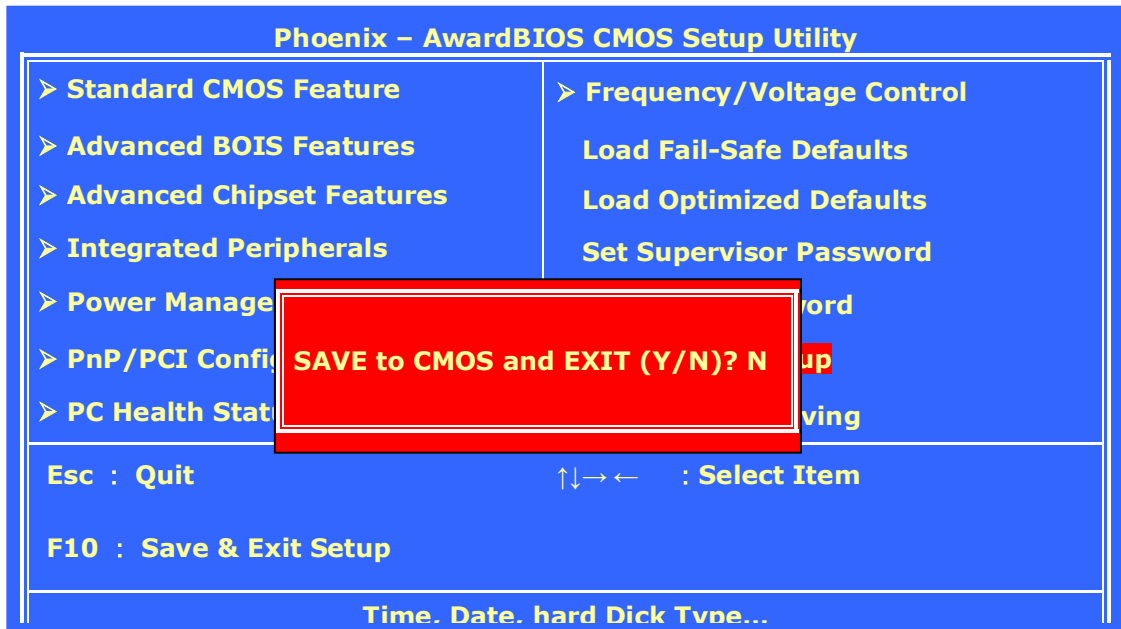 Phoenix – AwardBIOS CMOS Setup Utility
➢ Standard CMOS Feature
➢ Advanced BOIS Features
➢ Advanced Chipset Features
➢ Integrated Peripherals
➢ Power Manage
➢ PnP/PCI Config
➢ PC Health Stat
➢ Frequency/Voltage Control
Load Fail-Safe Defaults
Load Optimized Defaults
Set Supervisor Password
word
up
ving
SAVE to CMOS and EXIT (Y/N)? N
Esc : Quit
↑↓→← : Select Item
F10 : Save & Exit Setup
Time, Date, hard Dick Type...